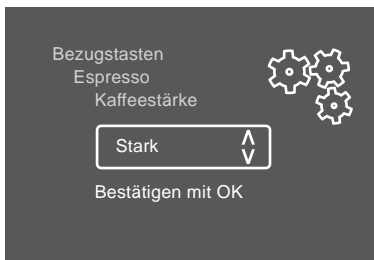 Bezugstasten
Espresso
Kaffeestärke
Stark
Bestätigen mit OK